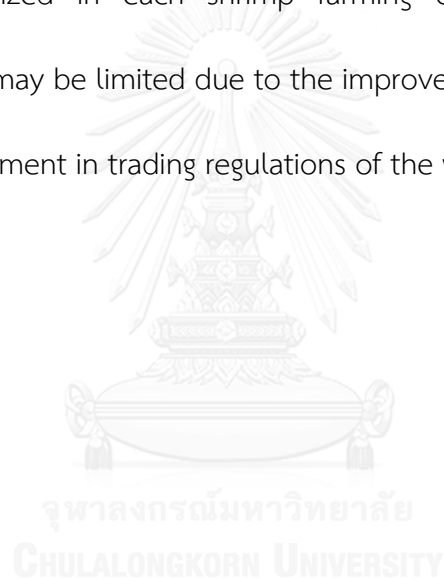 ized in each shrimp farming
may be limited due to the improve
ment in trading regulations of the
จุฬาลงกรณ์มหาวิทยาลัย
CHULALONGKORN UNIVERSITY